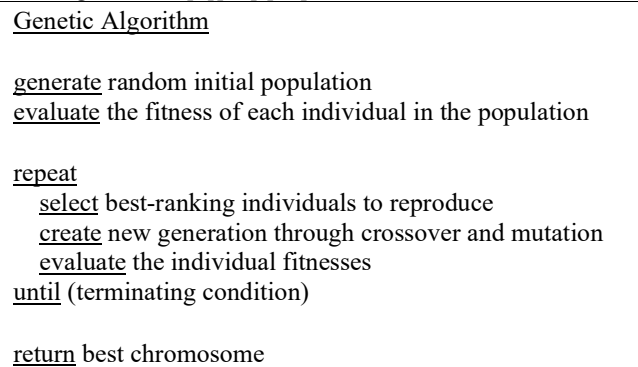 Genetic Algorithm
generate random initial population
evaluate the fitness of each individual in the population
repeat
select best-ranking individuals to reproduce
create new generation through crossover and mutation
evaluate the individual fitnesses
until (terminating condition)
return best chromosome